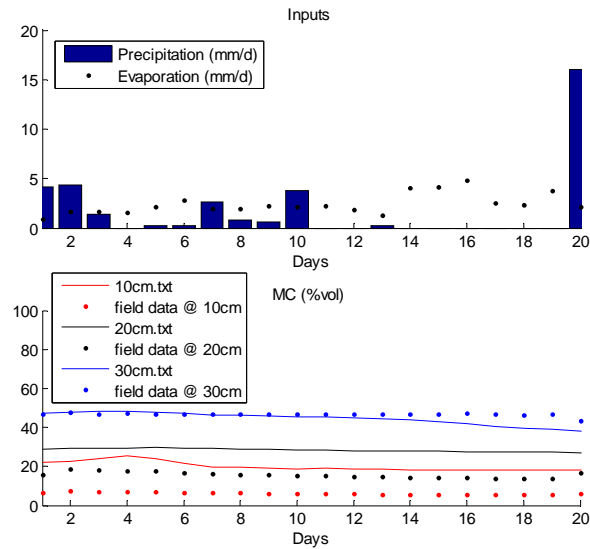 Inputs
20
15
10
5
0
Precipitation (mm/d)
Evaporation (mm/d)
2 4 6 8 10 12 14 16 18 20
Days
MC (%vol)
100
80
60
40
20
0
10cm.txt
field data @ 10cm
20cm.txt
field data @ 20cm
30cm.txt
field data @ 30cm
2 4 6 8 10 12 14 16 18 20
Days